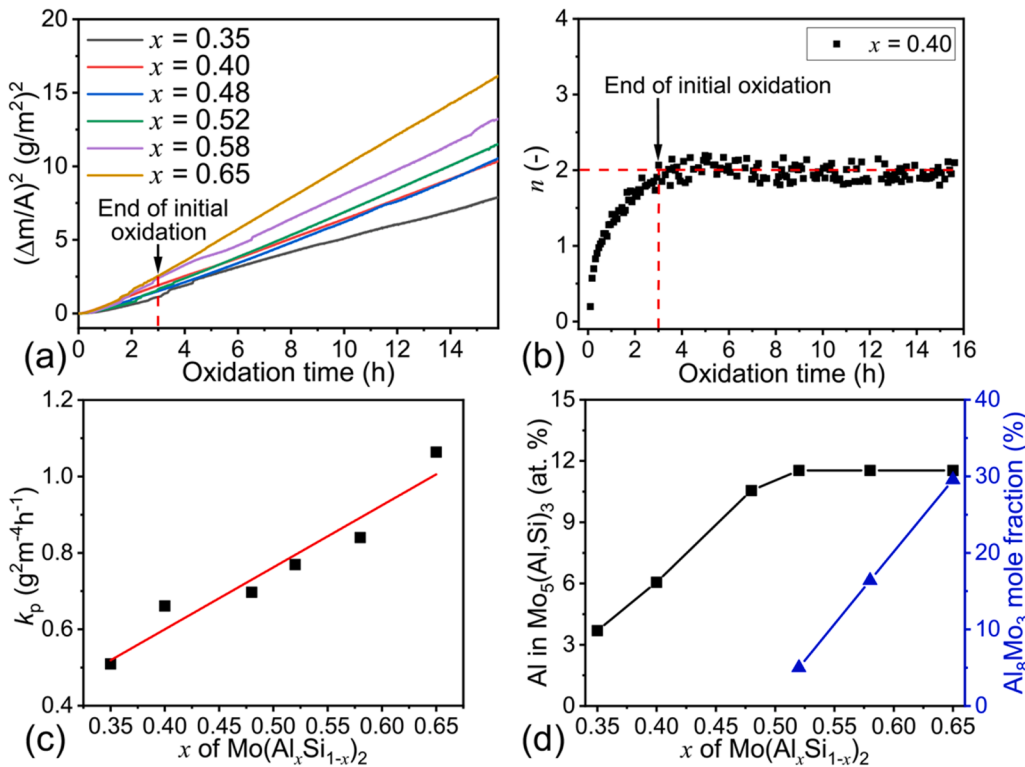 20
15
10
5
0
(Δm/A)² (g/m²)²
x = 0.35
x = 0.40
x = 0.48
x = 0.52
x = 0.58
x = 0.65
End of initial
oxidation
0 2 4 6 8 10 12 14
(a) Oxidation time (h)
4
3
2
1
0
n (-)
x = 0.40
End of initial oxidation
0 2 4 6 8 10 12 14 16
(b) Oxidation time (h)
1.2
1.0
0.8
0.6
0.4
kₚ (g²m⁻⁴h⁻¹)
0.35 0.40 0.45 0.50 0.55 0.60 0.65
(c) x of Mo(AlₓSi₁₋ₓ)₂
15
12
9
6
3
0
Al in Mo₅(Al,Si)₃ (at. %)
40
30
20
10
0
Al₈Mo₃ mole fraction (%)
0.35 0.40 0.45 0.50 0.55 0.60 0.65
(d) x of Mo(AlₓSi₁₋ₓ)₂